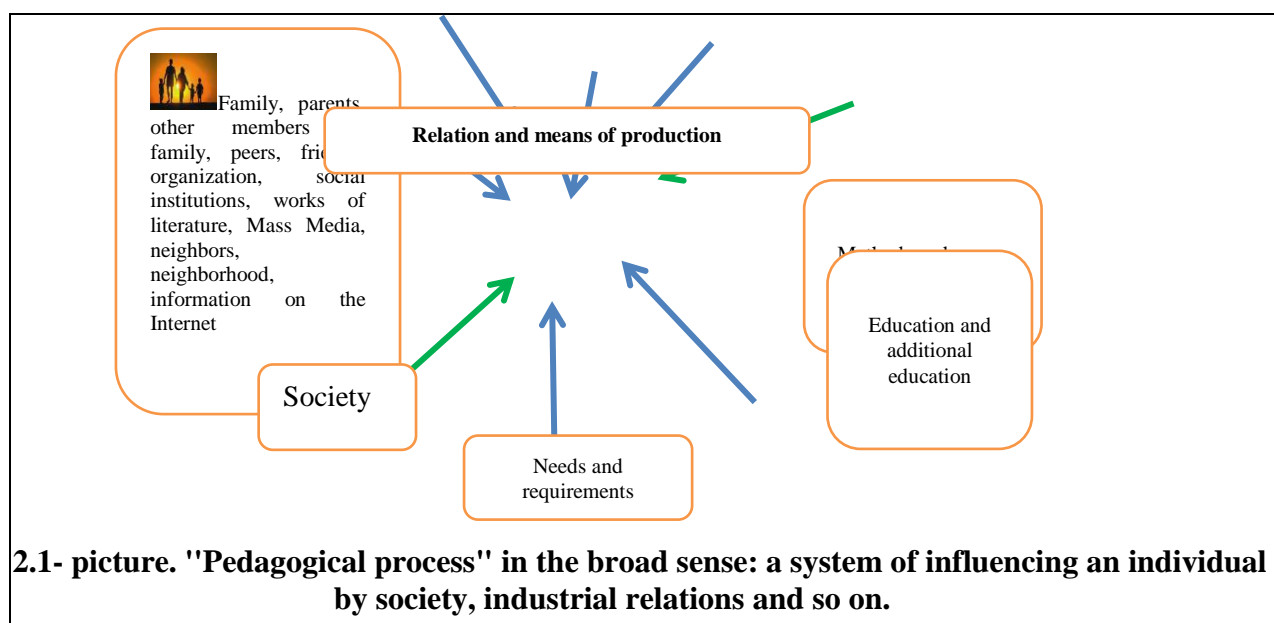 Family, parents,
other members
family, peers,
organization, social
institutions, works of
literature, Mass Media,
neighbors,
neighborhood,
information on the
Internet
Relation and means of production
Education and
additional
education
Society
Needs and
requirements
2.1- picture. "Pedagogical process" in the broad sense: a system of influencing an individual
by society, industrial relations and so on.